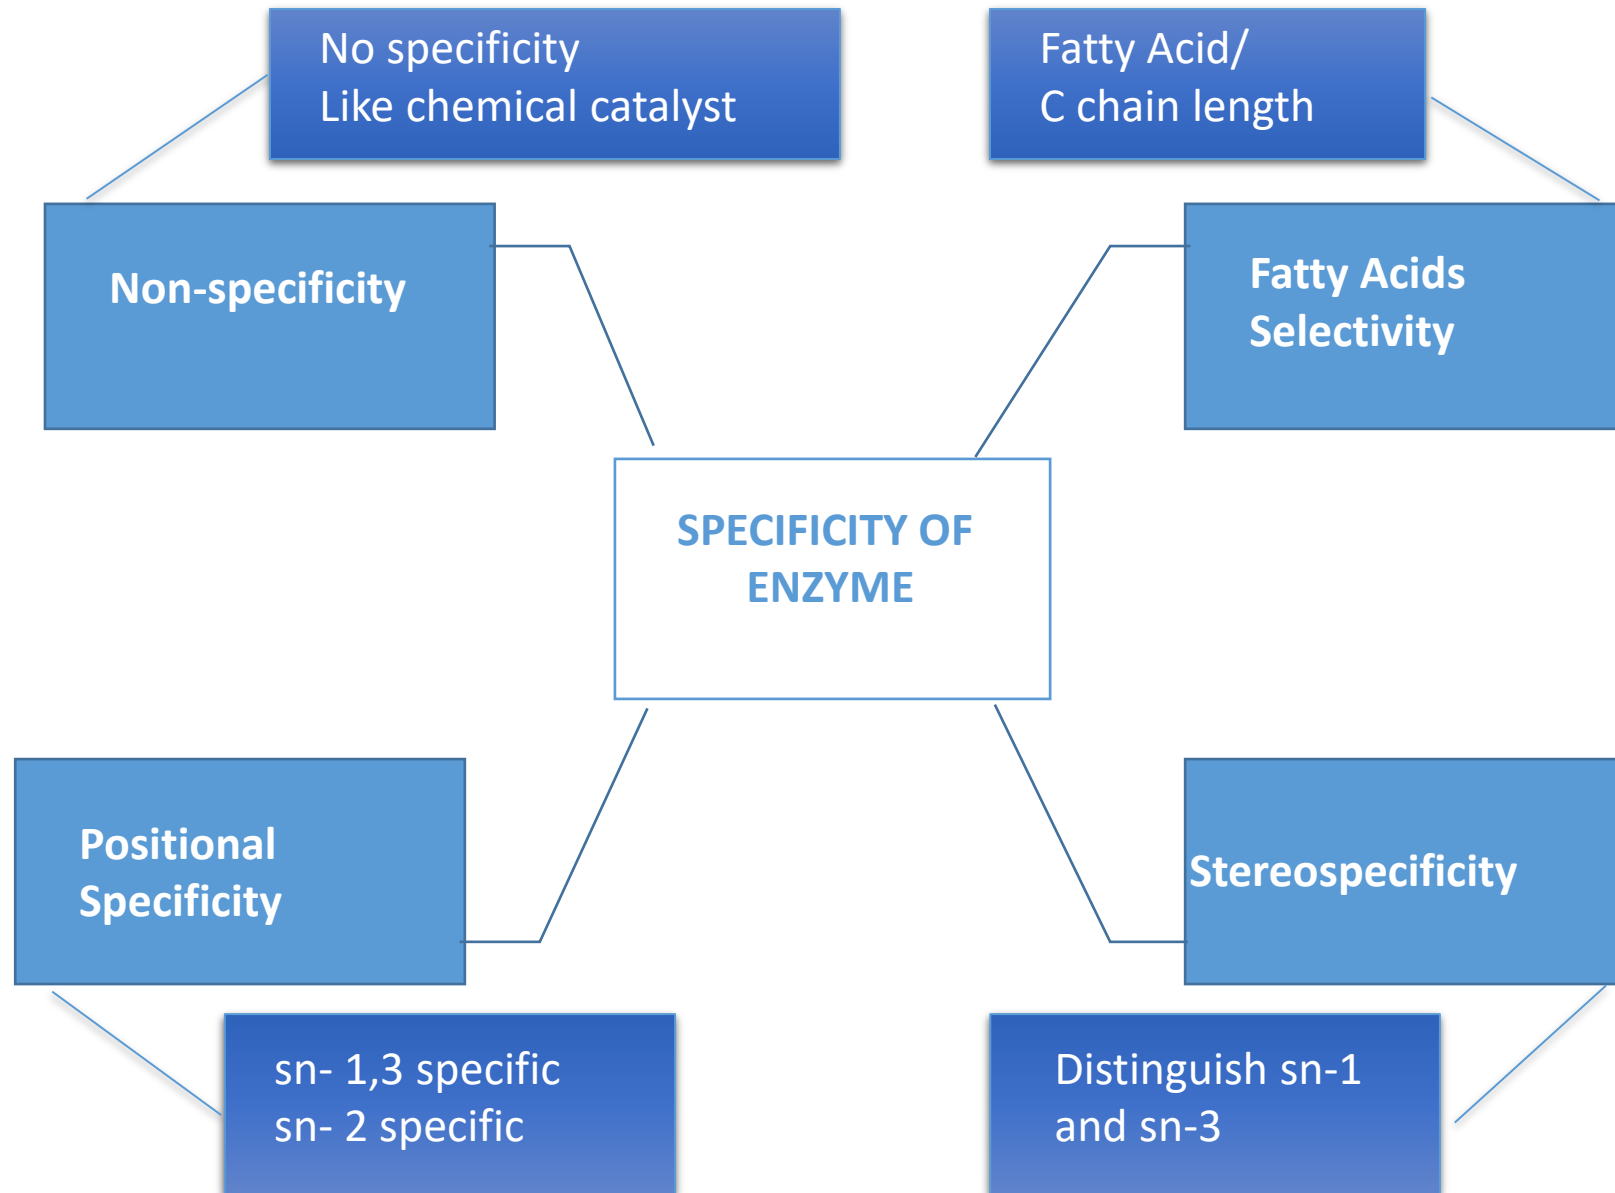 No specificity
Like chemical catalyst
Fatty Acid/
C chain length
Non-specificity
Fatty Acids
Selectivity
SPECIFICITY OF
ENZYME
Positional
Specificity
Stereospecificity
sn- 1,3 specific
sn- 2 specific
Distinguish sn-1
and sn-3